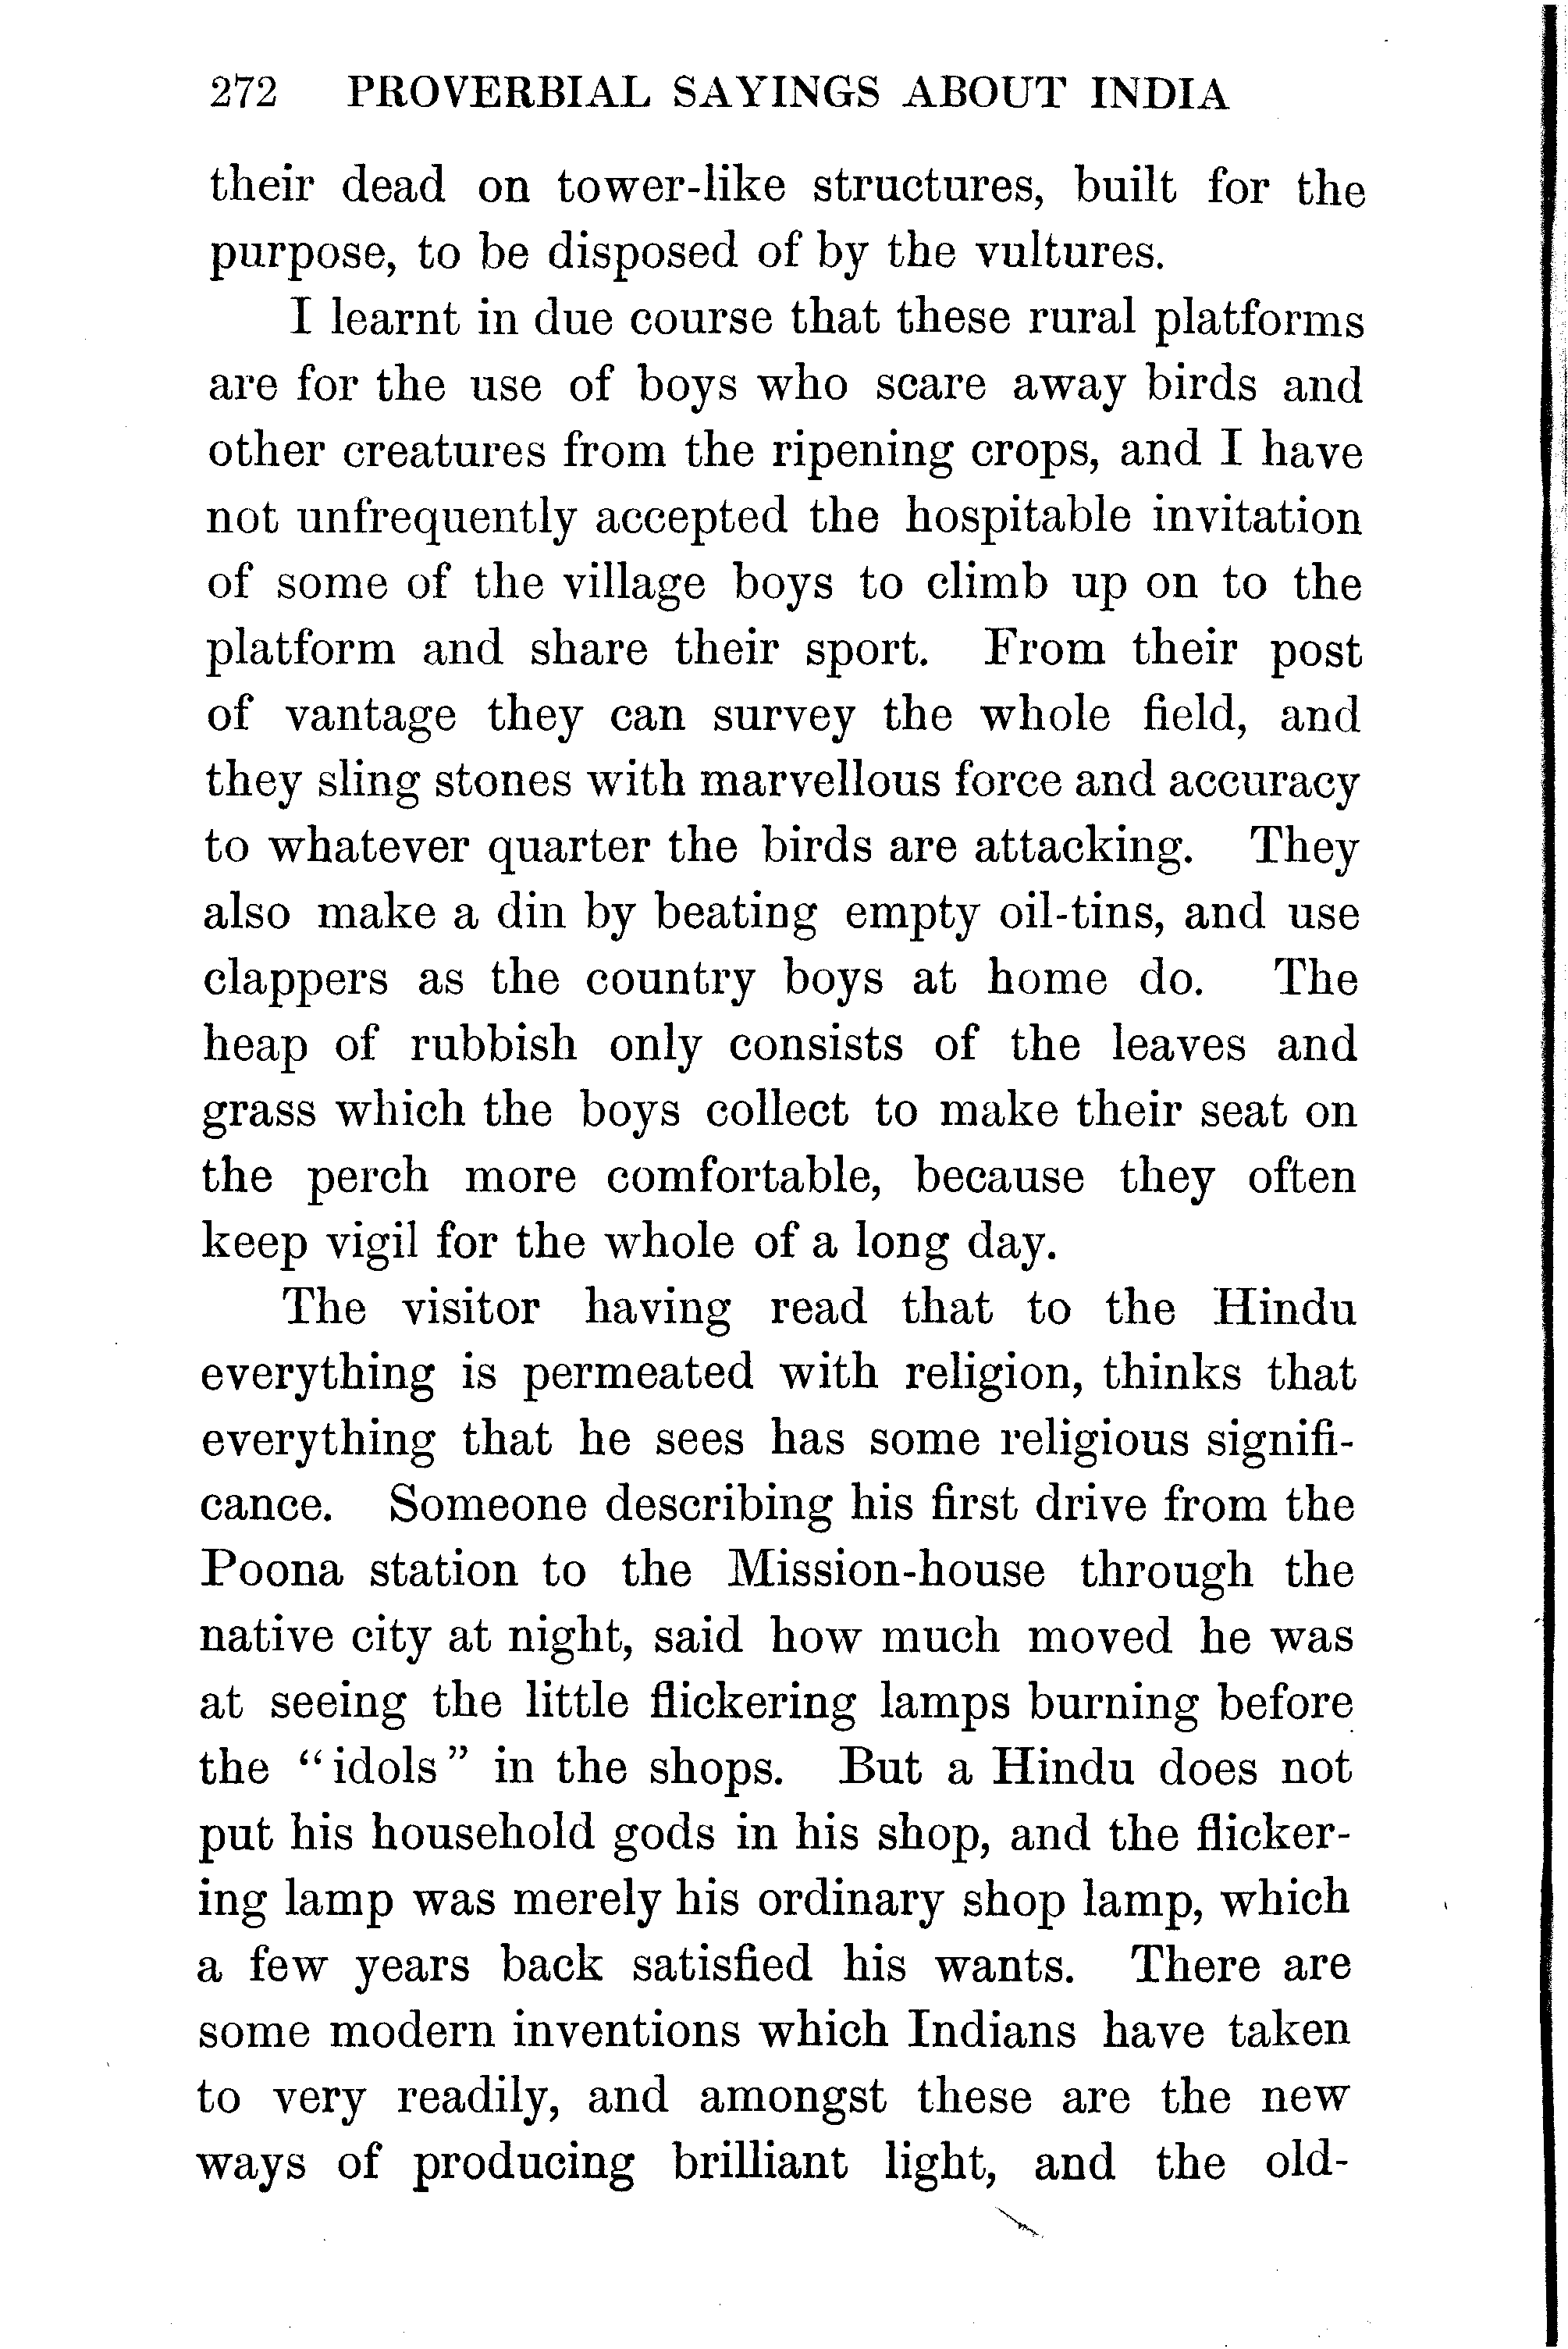 272 PROVERBIAL SAYINGS ABOUT INDIA
their dead on tower-like structures, built for the
purpose, to be disposed of by the vultures.
I learnt in due course that these rural platforms
are for the use of boys who scare away birds and
other creatures from the ripening crops, and I have
not unfrequently accepted the hospitable invitation
of some of the village boys to climb up on to the
platform and share their sport. From their post
of vantage they can survey the whole field, and
they sling stones with marvellous force and accuracy
to whatever quarter the birds are attacking. They
also make a din by beating empty oil-tins, and use
clappers as the country boys at home do. The
heap of rubbish only consists of the leaves and
grass which the boys collect to make their seat on
the perch more comfortable, because they often
keep vigil for the whole of a long day.
The visitor having read that to the Hindu
everything is permeated with religion, thinks that
everything that he sees has some religious signifi-
cance. Someone describing his first drive from the
Poona station to the Mission-house through the
native city at night, said how much moved he was
at seeing the little flickering lamps burning before
the "idols" in the shops. But a Hindu does not
put his household gods in his shop, and the flicker-
ing lamp was merely his ordinary shop lamp, which
a few years back satisfied his wants. There are
some modern inventions which Indians have taken
to very readily, and amongst these are the new
ways of producing brilliant light, and the old-